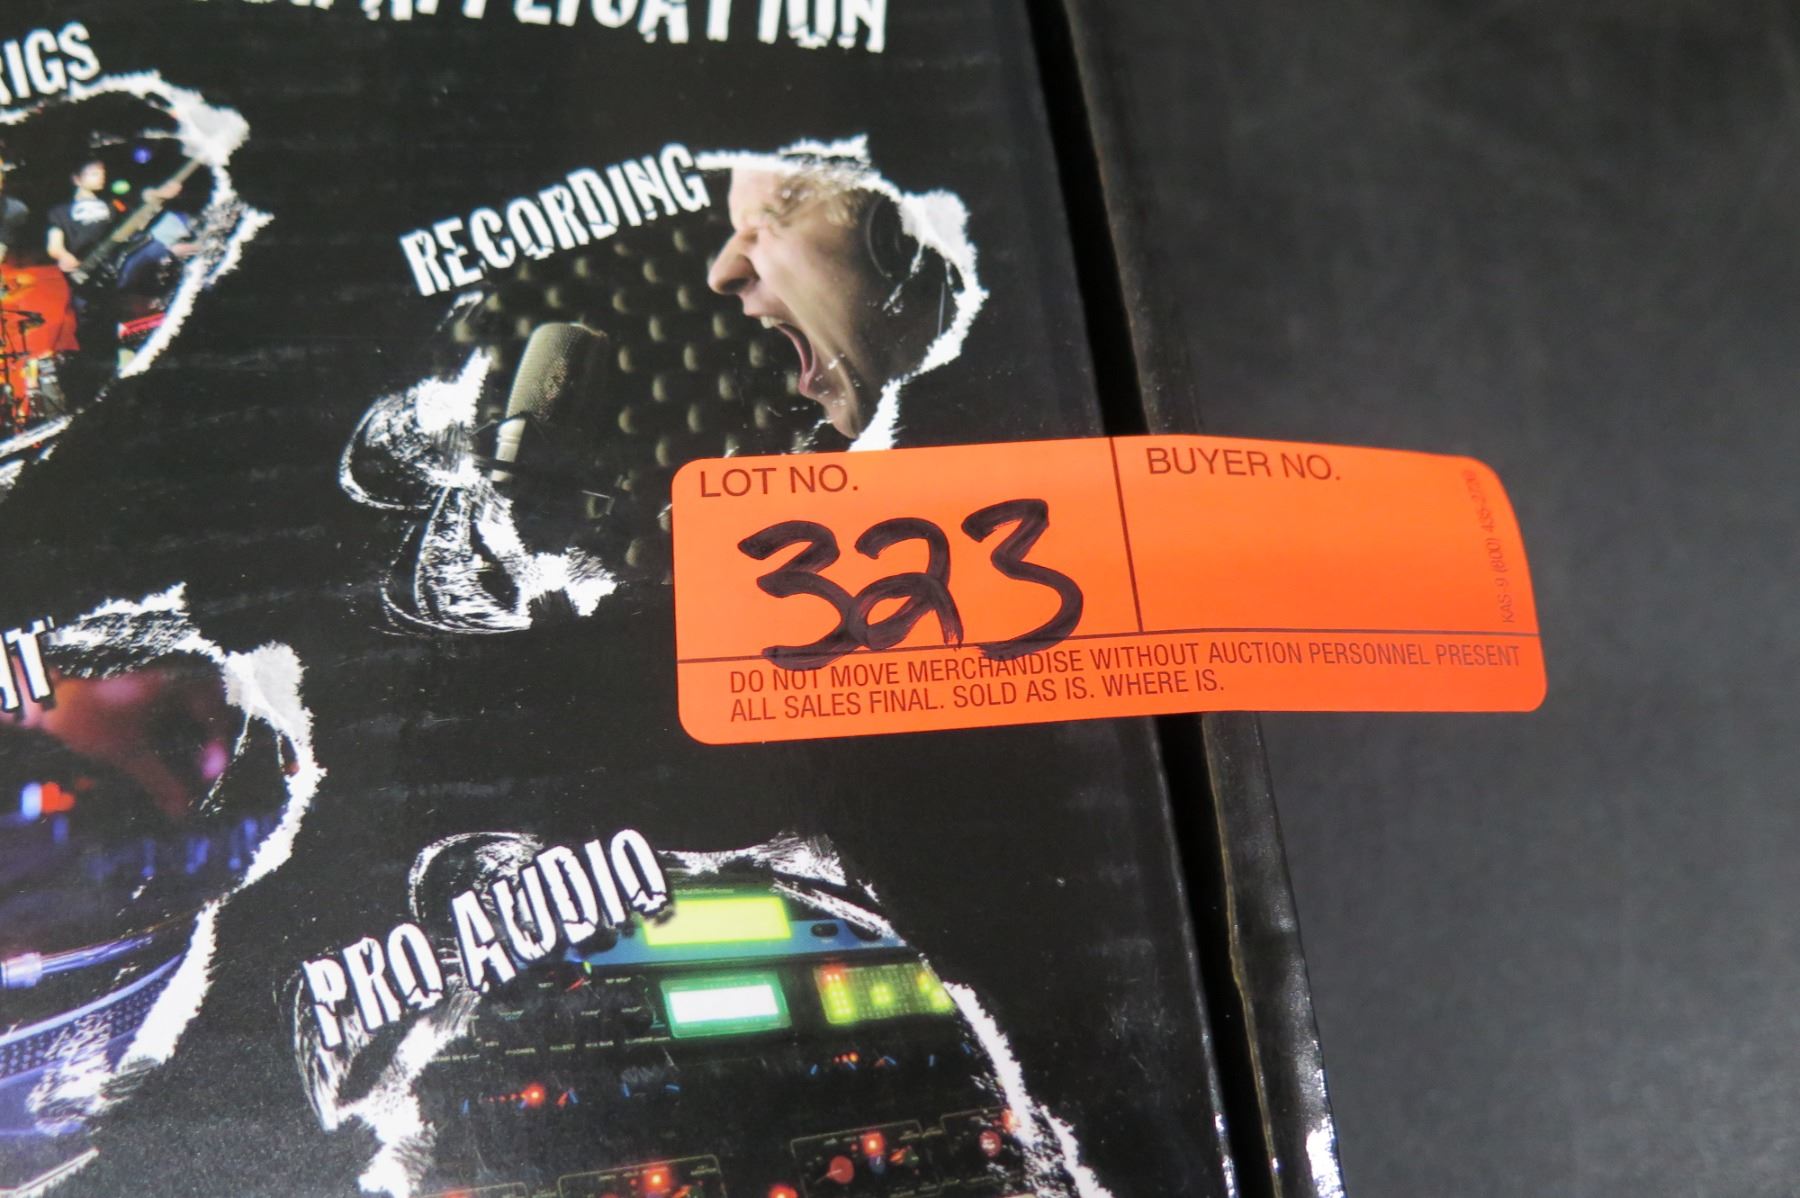 APPLICATION
RIGS
RECORDING
LOT NO.
BUYER NO.
323
DO NOT MOVE MERCHANDISE WITHOUT AUCTION PERSONNEL PRESENT
ALL SALES FINAL. SOLD AS IS. WHERE IS.
PRO AUDIO